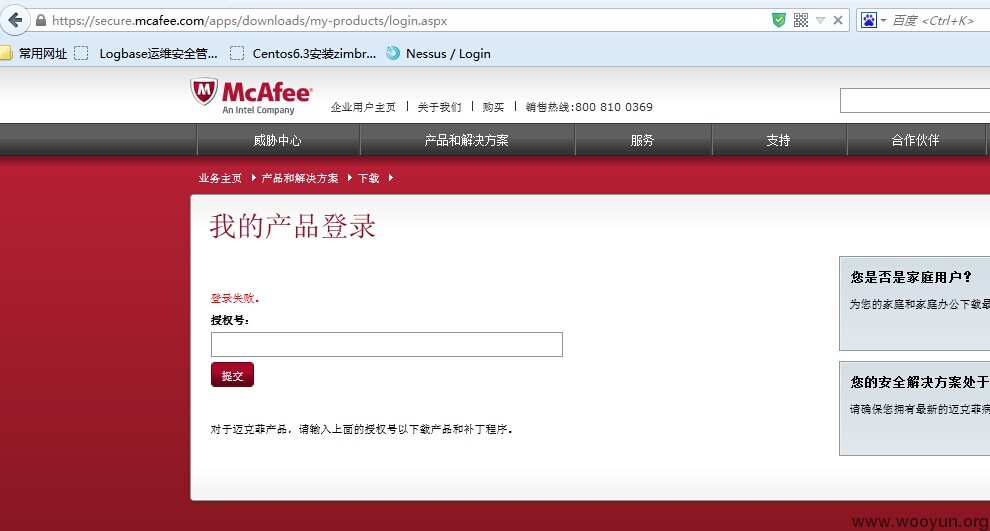 https://secure.mcafee.com/apps/downloads/my-products/login.aspx
百度 <Ctrl+K>
常用网址 Logbase运维安全管... Centos6.3安装zimbr... Nessus / Login
McAfee
An Intel Company
企业用户主页 关于我们 购买 销售热线:800 810 0369
威胁中心 产品和解决方案 服务 支持 合作伙伴
业务主页 产品和解决方案 下载
我的产品登录
登录失败。
授权号:
提交
对于迈克菲产品，请输入上面的授权号以下载产品和补丁程序。
您是否是家庭用户?
为您的家庭和家庭办公下载最
您的安全解决方案处于
请确保您拥有最新的迈克菲病
www.wooyun.org